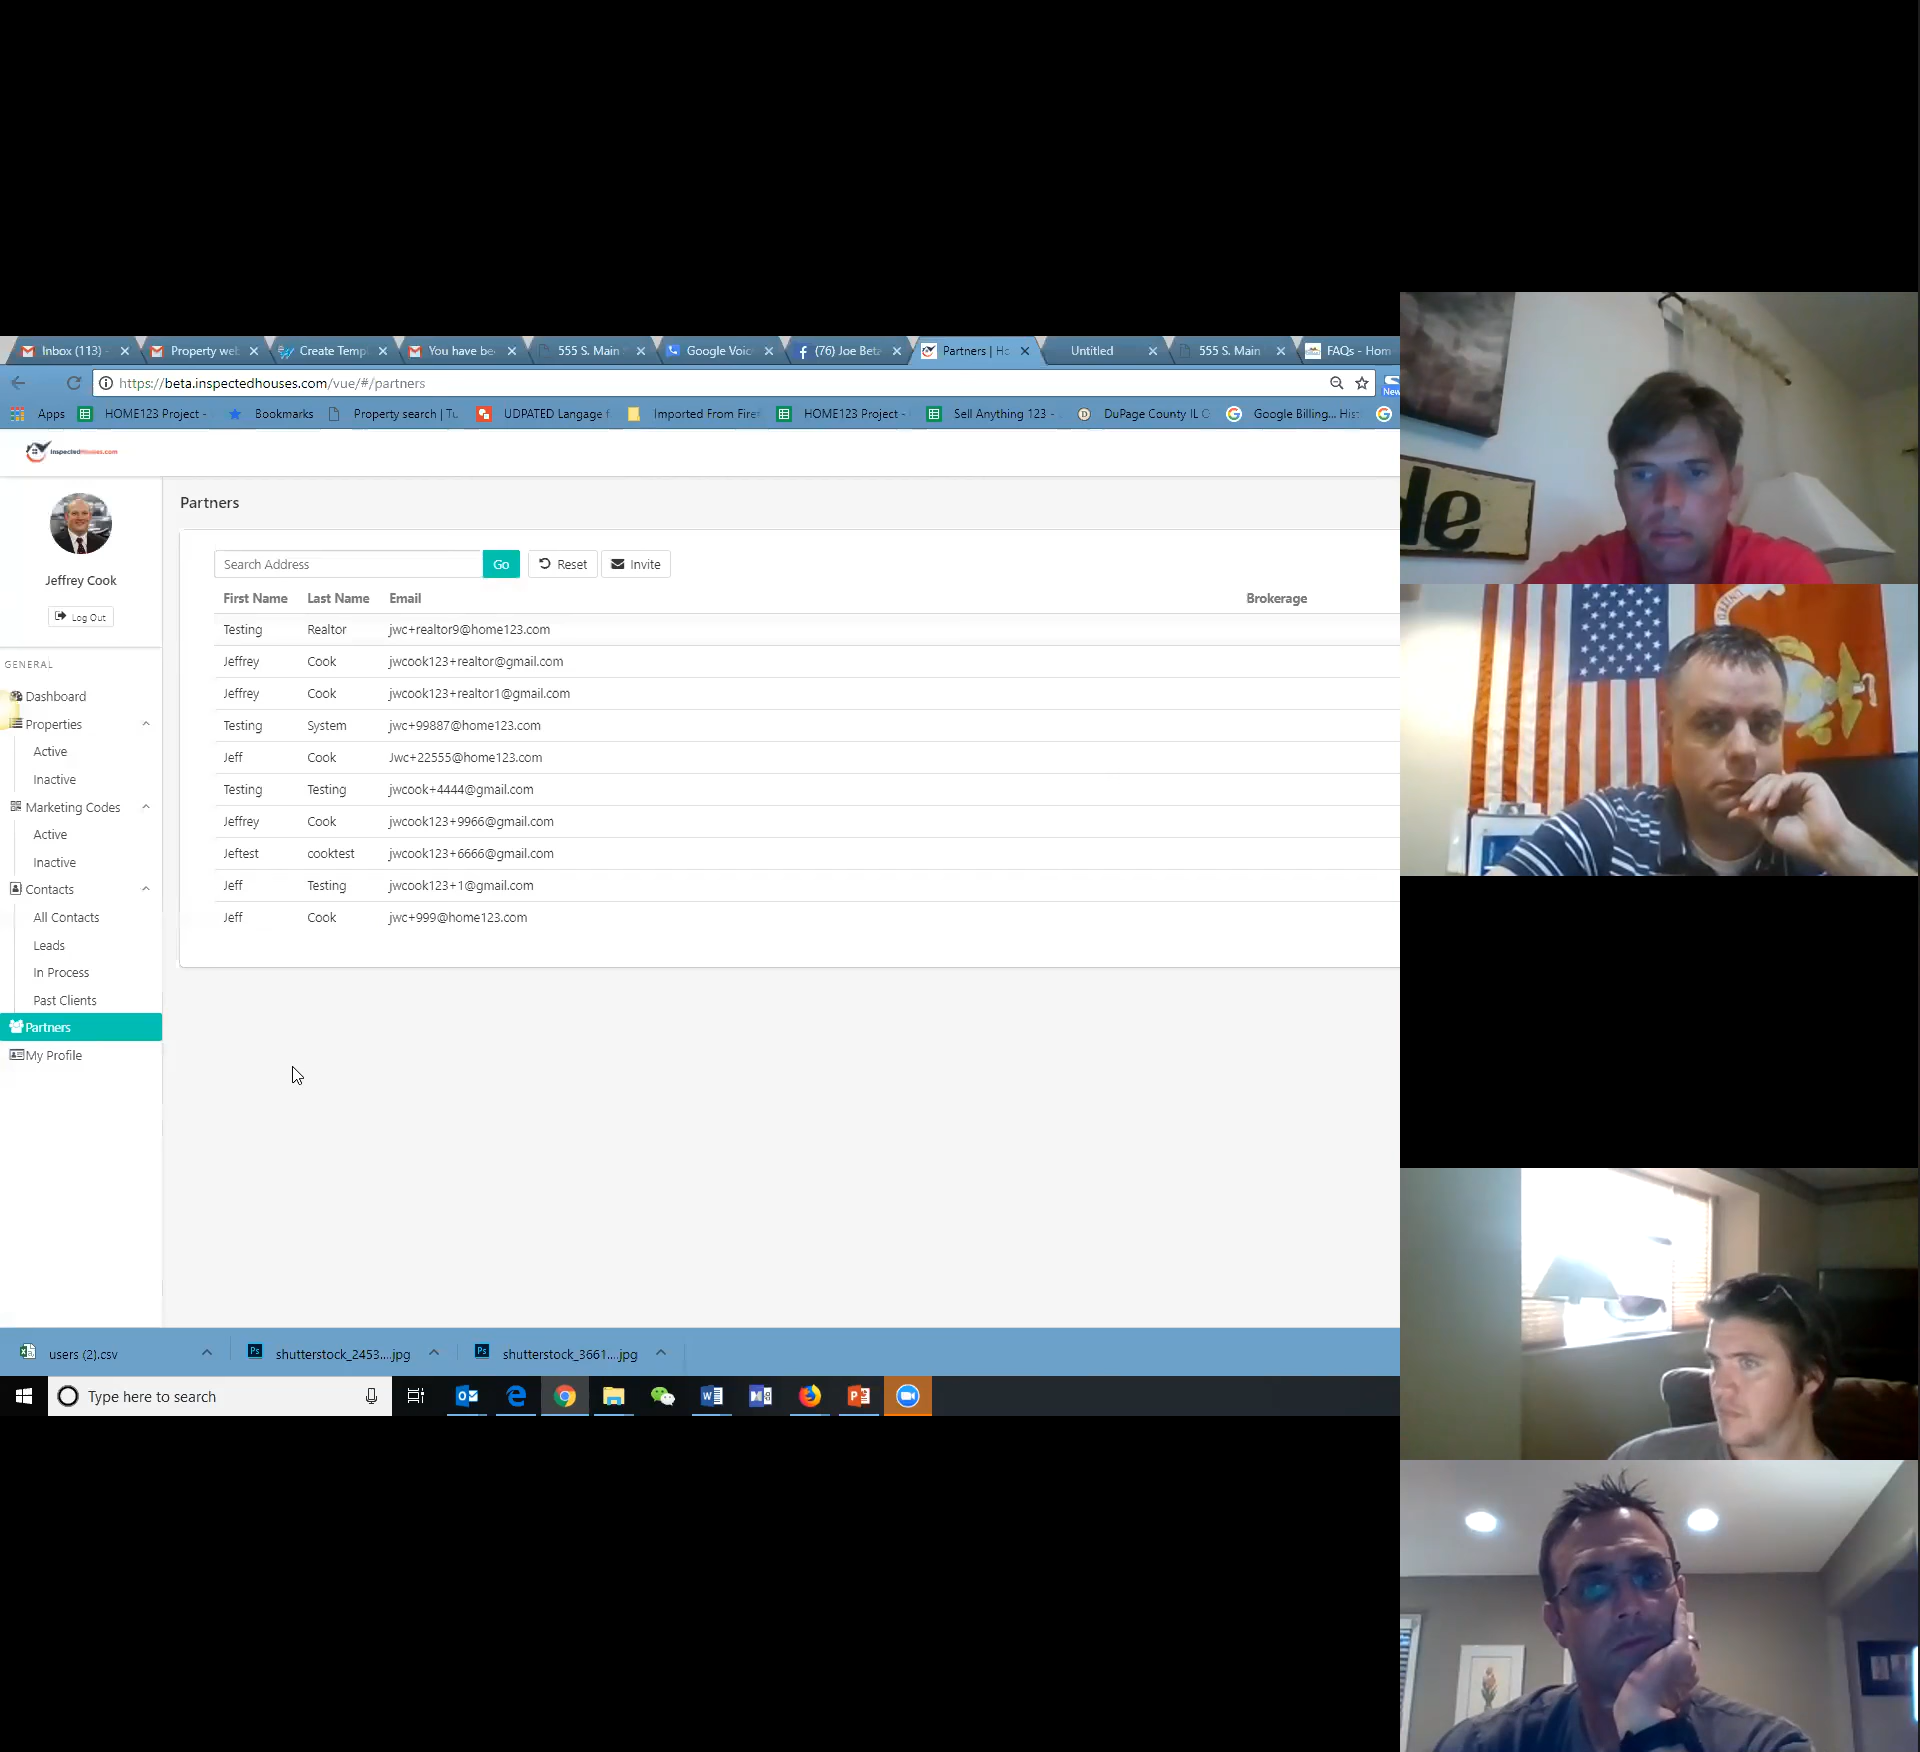 Inbox (113) -
Property wel
Create Temp
You have be
555 S. Main
Google Voic
(76) Joe Beta
Partners | Ho
Untitled
555 S. Main
FAQs - Hom
https://beta.inspectedhouses.com/vue/#/partners
New
Apps
HOME123 Project -
Bookmarks
Property search | Tu
UDPATED Langage f
Imported From Firef
HOME123 Project -
Sell Anything 123 -
DuPage County IL G
Google Billing... Hist
InspectedHouses.com
Jeffrey Cook
Log Out
GENERAL
Dashboard
Properties
Active
Inactive
Marketing Codes
Active
Inactive
Contacts
All Contacts
Leads
In Process
Past Clients
Partners
My Profile
Partners
Search Address Go Reset Invite
First Name Last Name Email Brokerage
Testing Realtor jwc+realtor9@home123.com
Jeffrey Cook jwcook123+realtor@gmail.com
Jeffrey Cook jwcook123+realtor1@gmail.com
Testing System jwc+99887@home123.com
Jeff Cook Jwc+22555@home123.com
Testing Testing jwcook+4444@gmail.com
Jeffrey Cook jwcook123+9966@gmail.com
Jeftest cooktest jwcook123+6666@gmail.com
Jeff Testing jwcook123+1@gmail.com
Jeff Cook jwc+999@home123.com
users (2).csv
shutterstock_2453....jpg
shutterstock_3661....jpg
Type here to search
de